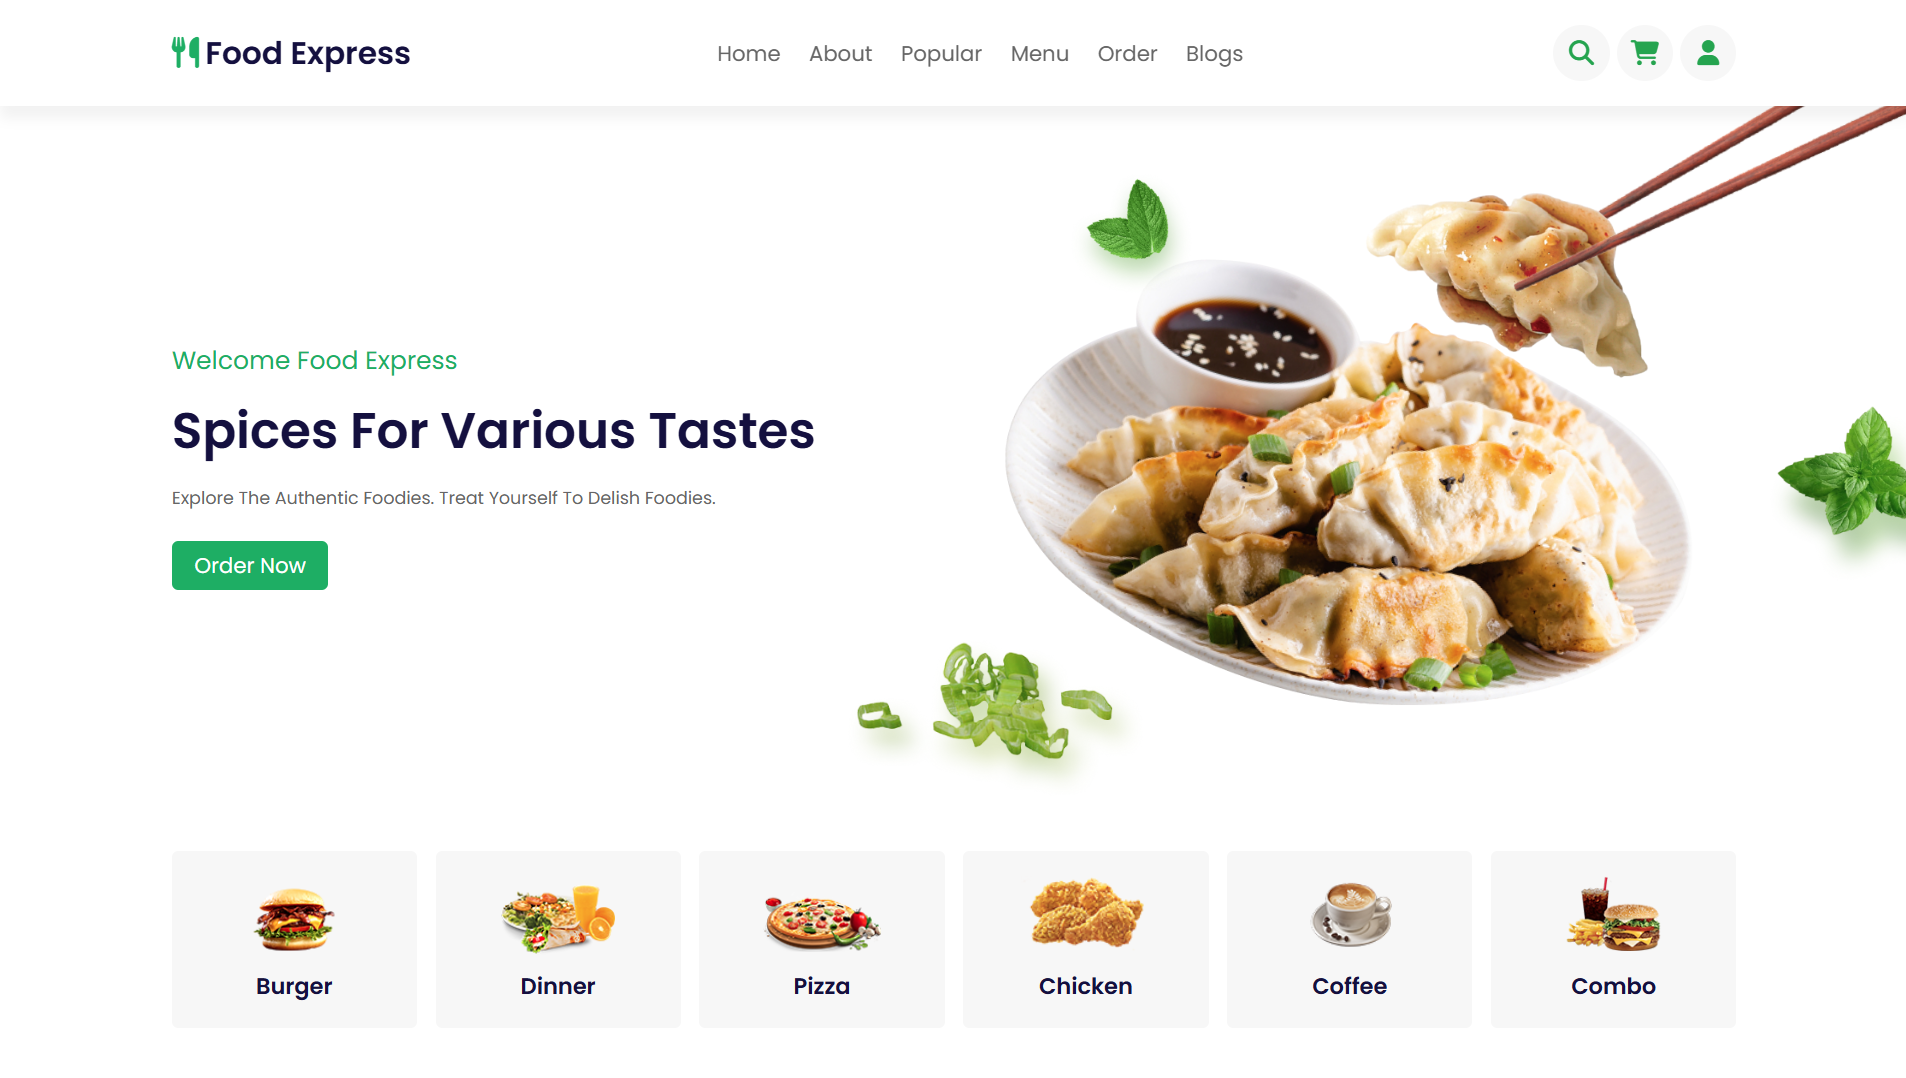 Food Express
Home About Popular Menu Order Blogs
Welcome Food Express
Spices For Various Tastes
Explore The Authentic Foodies. Treat Yourself To Delish Foodies.
Order Now
Burger Dinner Pizza Chicken Coffee Combo